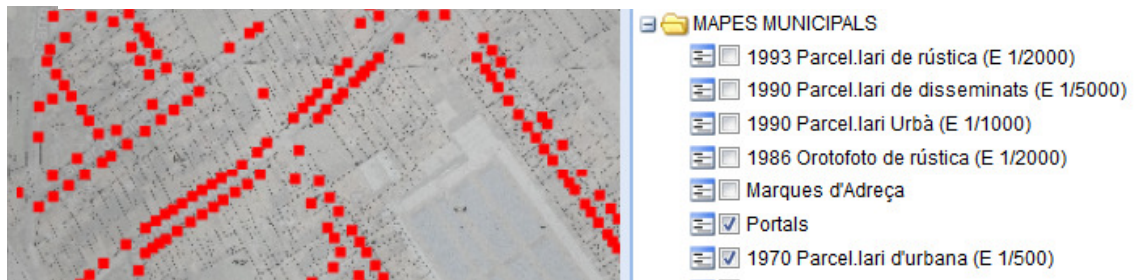 MAPES MUNICIPALS
1993 Parcel.lari de rústica (E 1/2000)
1990 Parcel.lari de disseminats (E 1/5000)
1990 Parcel.lari Urbà (E 1/1000)
1986 Orotofoto de rústica (E 1/2000)
Marques d'Adreça
Portals
1970 Parcel.lari d'urbana (E 1/500)